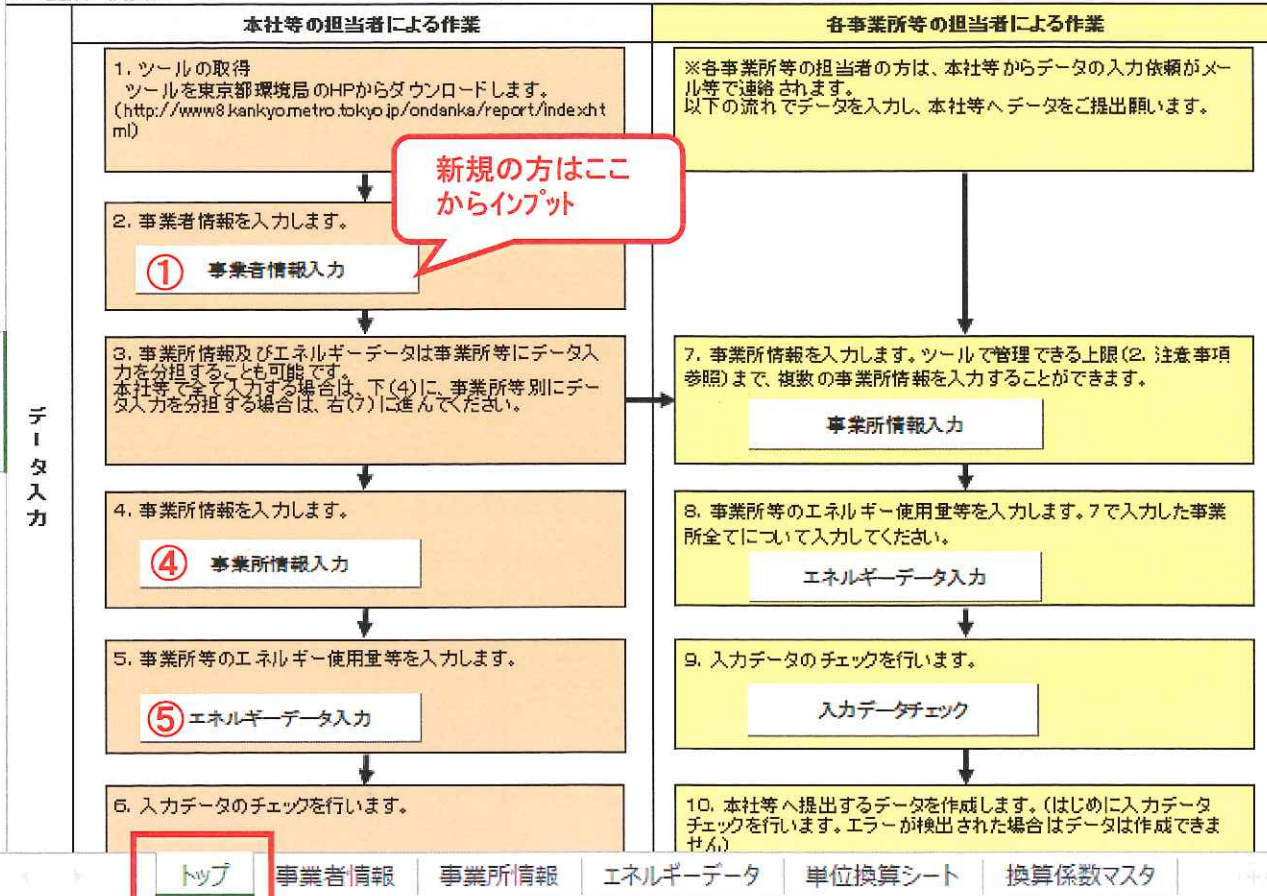 本社等の担当者による作業
各事業所等の担当者による作業
データ入力
1. ツールの取得
ツールを東京都環境局のHPからダウンロードします。
(http://www8.kankyo.metro.tokyo.jp/ondanka/report/index.ht
ml)
新規の方はここ
からインプット
2. 事業者情報を入力します。
① 事業者情報入力
3. 事業所情報及びエネルギーデータは事業所等にデータ入
力を分担することも可能です。
本社等で全て入力する場合は、下(4)に、事業所等別にデー
タ入力を分担する場合は、右(7)に進んでください。
4. 事業所情報を入力します。
④ 事業所情報入力
5. 事業所等のエネルギー使用量等を入力します。
⑤ エネルギーデータ入力
6. 入力データのチェックを行います。
※各事業所等の担当者の方は、本社等からデータの入力依頼がメー
ル等で連絡されます。
以下の流れでデータを入力し、本社等へデータをご提出願います。
7. 事業所情報を入力します。ツールで管理できる上限(2. 注意事項
参照)まで、複数の事業所情報を入力することができます。
事業所情報入力
8. 事業所等のエネルギー使用量等を入力します。7で入力した事業
所全てについて入力してください。
エネルギーデータ入力
9. 入力データのチェックを行います。
入力データチェック
10. 本社等へ提出するデータを作成します。(はじめに入力データ
チェックを行います。エラーが検出された場合はデータは作成できま
せん)
トップ
事業者情報
事業所情報
エネルギーデータ
単位換算シート
換算係数マスタ